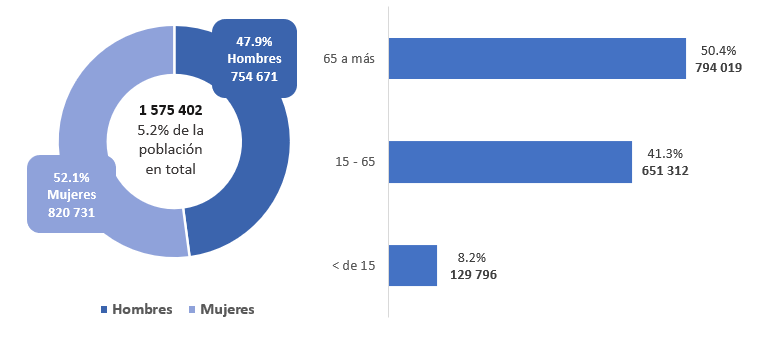 47.9%
Hombres
754 671
1 575 402
5.2% de la
población
en total
52.1%
Mujeres
820 731
Hombres
Mujeres
65 a más
50.4%
794 019
15 - 65
41.3%
651 312
< de 15
8.2%
129 796